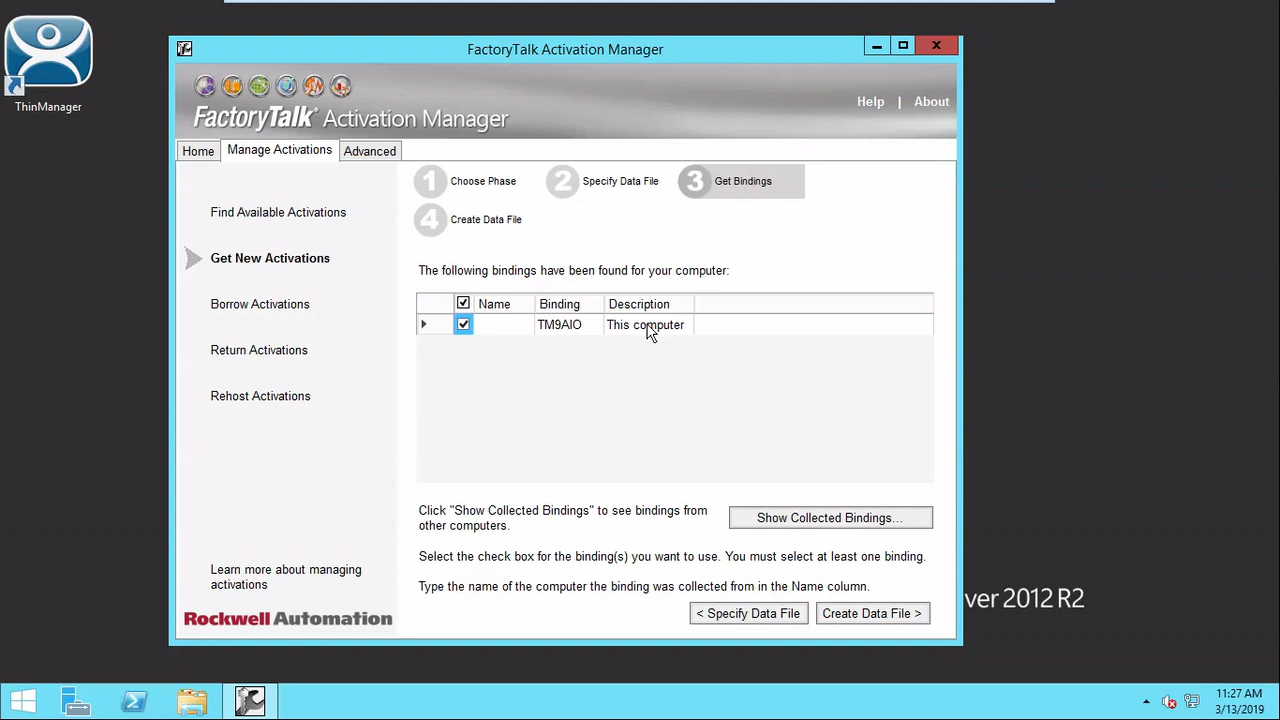 ThinManager
FactoryTalk Activation Manager
FactoryTalk Activation Manager
Help | About
Home
Manage Activations
Advanced
Find Available Activations
Get New Activations
Borrow Activations
Return Activations
Rehost Activations
Learn more about managing
activations
Rockwell Automation
1 Choose Phase
2 Specify Data File
3 Get Bindings
4 Create Data File
The following bindings have been found for your computer:
Name Binding Description
TM9AIO This computer
Click "Show Collected Bindings" to see bindings from
other computers.
Show Collected Bindings...
Select the check box for the binding(s) you want to use. You must select at least one binding.
Type the name of the computer the binding was collected from in the Name column.
< Specify Data File
Create Data File >
ver 2012 R2
11:27 AM
3/13/2019